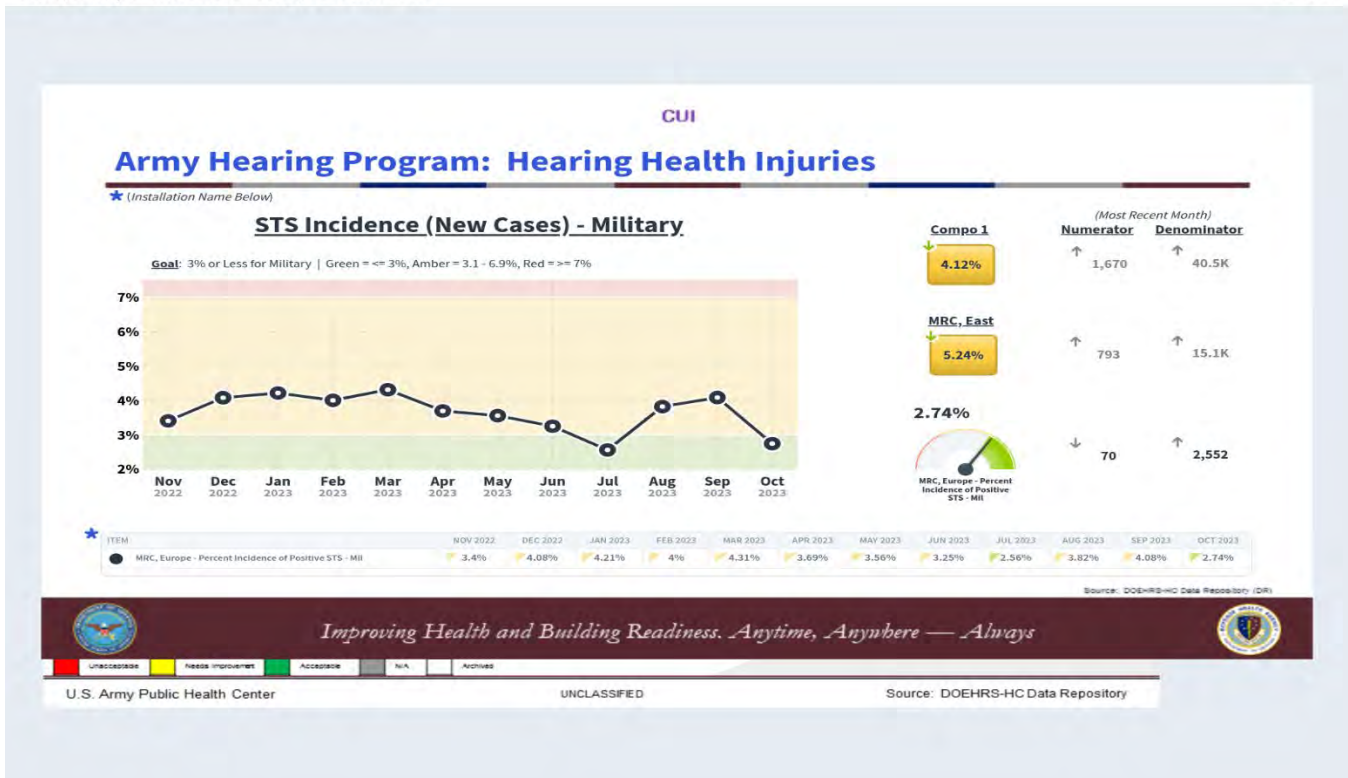 CUI
Army Hearing Program: Hearing Health Injuries
* (Installation Name Below)
STS Incidence (New Cases) - Military
Goal: 3% or Less for Military | Green = <= 3%, Amber = 3.1 - 6.9%, Red = >= 7%
7%
6%
5%
4%
3%
2%
Nov Dec Jan Feb Mar Apr May Jun Jul Aug Sep Oct
2022 2022 2023 2023 2023 2023 2023 2023 2023 2023 2023 2023
(Most Recent Month)
Compo 1 Numerator Denominator
4.12% 1,670 40.5K
MRC, East
5.24% 793 15.1K
2.74%
70 2,552
MRC, Europe - Percent
Incidence of Positive
STS - Mil
* ITEM NOV 2022 DEC 2022 JAN 2023 FEB 2023 MAR 2023 APR 2023 MAY 2023 JUN 2023 JUL 2023 AUG 2023 SEP 2023 OCT 2023
MRC, Europe - Percent Incidence of Positive STS - Mil 3.4% 4.08% 4.21% 4% 4.31% 3.69% 3.56% 3.25% 2.56% 3.82% 4.08% 2.74%
Source: DOEHRS-HC Data Repository (DR)
Improving Health and Building Readiness. Anytime, Anywhere — Always
Unacceptable Needs Improvement Acceptable N/A Archived
U.S. Army Public Health Center UNCLASSIFIED Source: DOEHRS-HC Data Repository